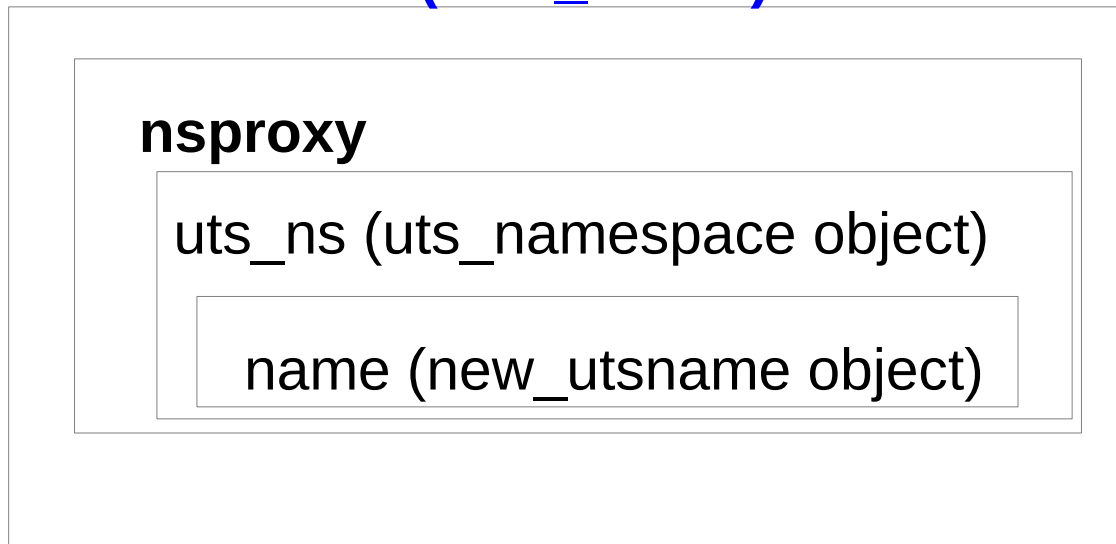 nsproxy
uts_ns (uts_namespace object)
name (new_utsname object)